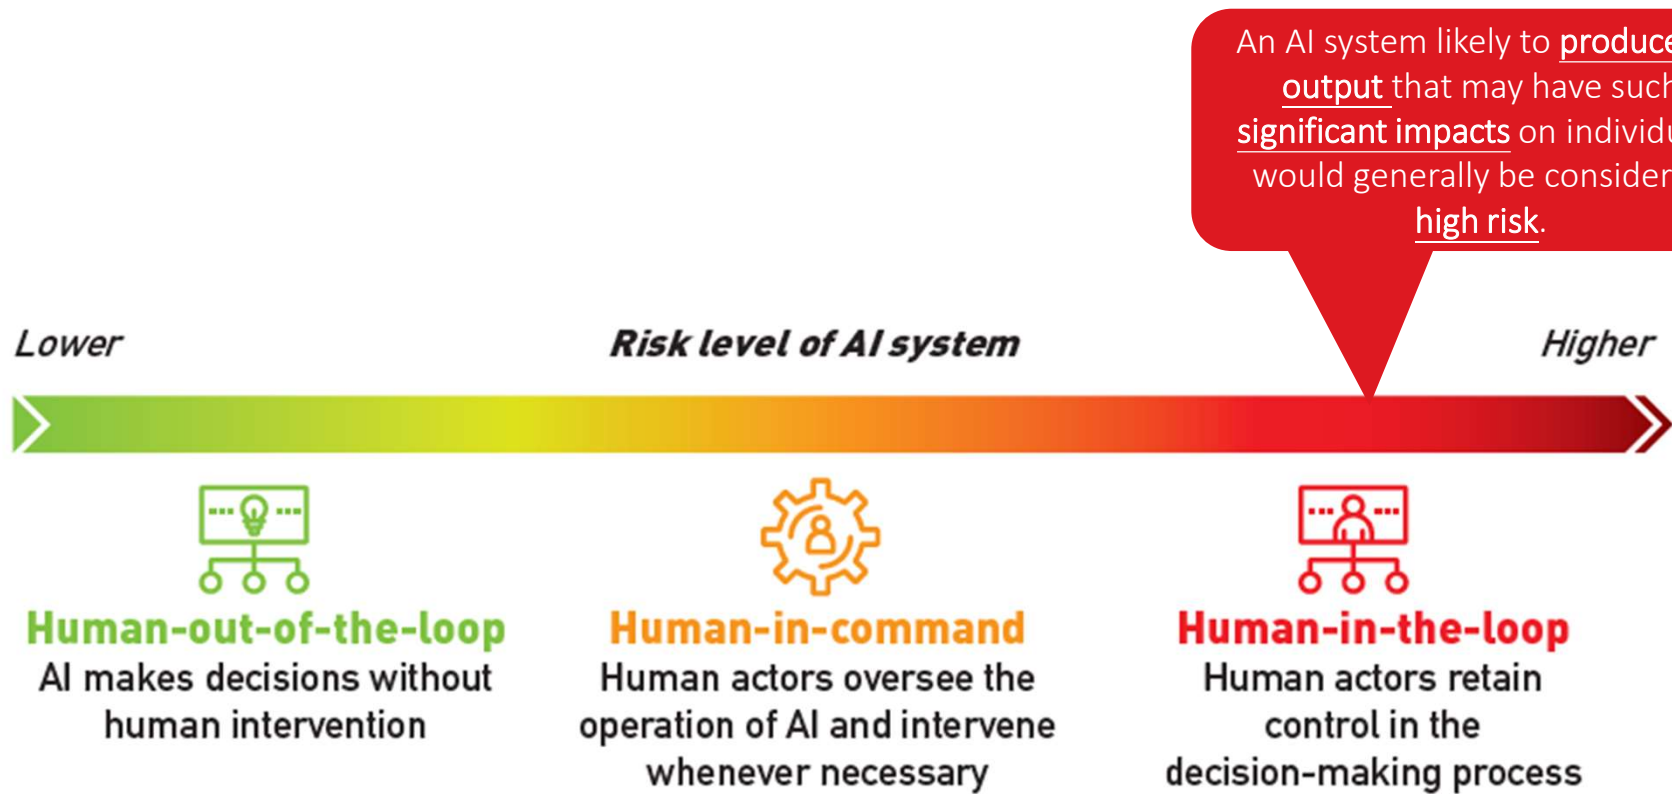 An AI system likely to produce
output that may have such
significant impacts on
would generally be
high risk.
Lower
Risk level of AI system
Higher
Human-out-of-the-loop
AI makes decisions without
human intervention
Human-in-command
Human actors oversee the
operation of AI and intervene
whenever necessary
Human-in-the-loop
Human actors retain
control in the
decision-making process